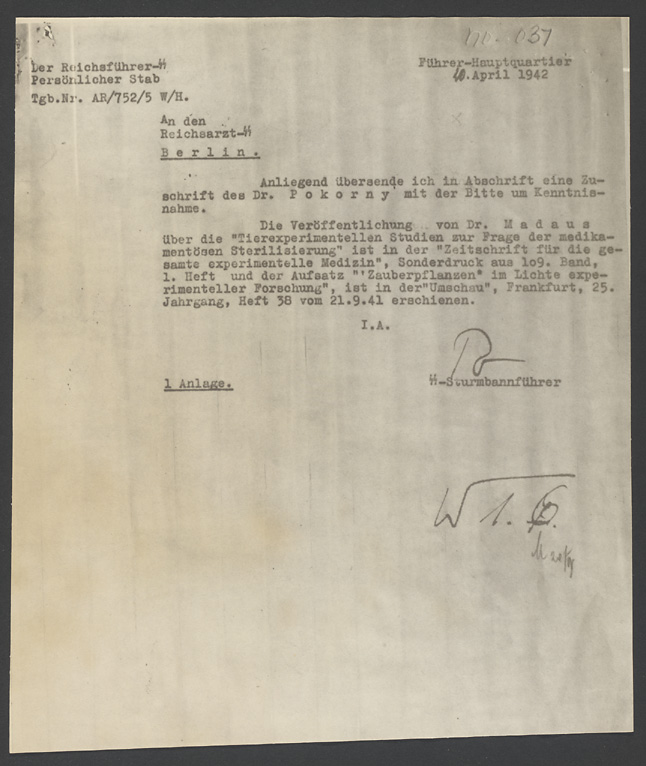 no. 037
Der Reichsführer-SS
Persönlicher Stab
Tgb.Nr. AR/752/5 W/H.
Führer-Hauptquartier
10.April 1942
An den
Reichsarzt-SS
B e r l i n .
Anliegend übersende ich in Abschrift eine Zu-
schrift des Dr. P o k o r n y mit der Bitte um Kenntnis-
nahme.
Die Veröffentlichung von Dr. M a d a u s
über die "Tierexperimentellen Studien zur Frage der medika-
mentösen Sterilisierung" ist in der "Zeitschrift für die ge-
samte experimentelle Medizin", Sonderdruck aus 109. Band,
1. Heft und der Aufsatz "'Zauberpflanzen" im Lichte expe-
rimenteller Forschung", ist in der"Umschau", Frankfurt, 25.
Jahrgang, Heft 38 vom 21.9.41 erschienen.
I.A.
1 Anlage.
SS-Sturmbannführer
W 1.